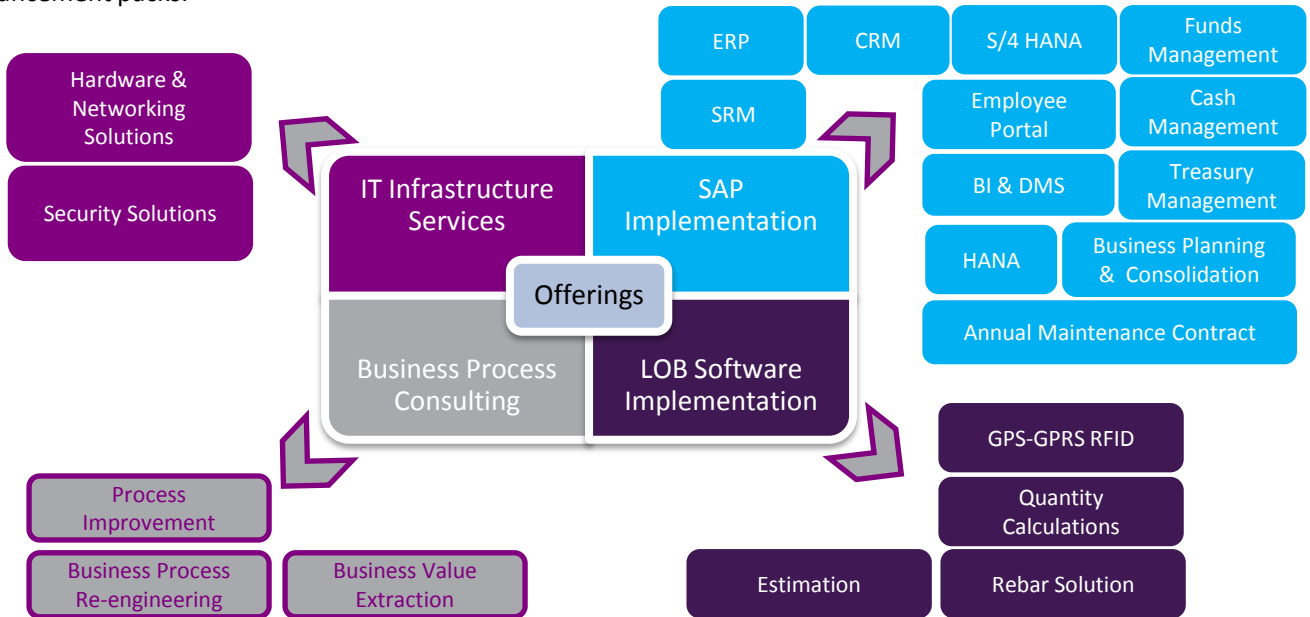 ancement packs.
ERP
CRM
S/4 HANA
Funds
Management
Hardware &
Networking
Solutions
SRM
Employee
Portal
Cash
Management
Security Solutions
IT Infrastructure
Services
SAP
Implementation
BI & DMS
Treasury
Management
HANA
Business Planning
& Consolidation
Offerings
Annual Maintenance Contract
Business Process
Consulting
LOB Software
Implementation
GPS-GPRS RFID
Process
Improvement
Quantity
Calculations
Business Process
Re-engineering
Business Value
Extraction
Estimation
Rebar Solution